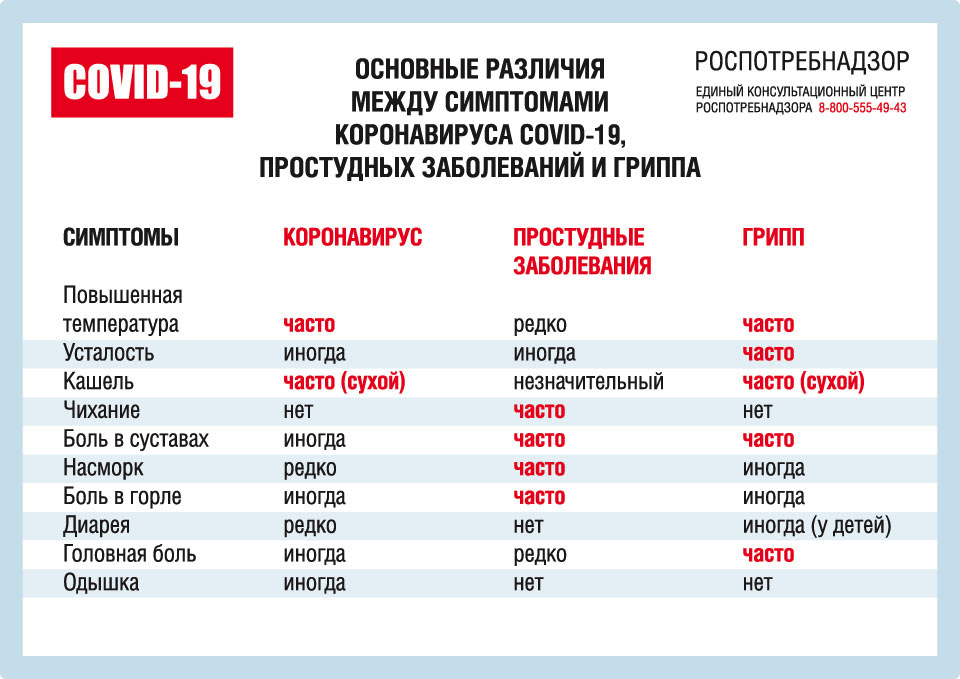 COVID-19
ОСНОВНЫЕ РАЗЛИЧИЯ
МЕЖДУ СИМПТОМАМИ
КОРОНАВИРУСА COVID-19,
ПРОСТУДНЫХ ЗАБОЛЕВАНИЙ И ГРИППА
РОСПОТРЕБНАДЗОР
ЕДИНЫЙ КОНСУЛЬТАЦИОННЫЙ ЦЕНТР
РОСПОТРЕБНАДЗОРА 8-800-555-49-43
СИМПТОМЫ КОРОНАВИРУС ПРОСТУДНЫЕ ГРИПП
ЗАБОЛЕВАНИЯ
Повышенная
температура часто редко часто
Усталость иногда иногда часто
Кашель часто (сухой) незначительный часто (сухой)
Чихание нет часто нет
Боль в суставах иногда часто часто
Насморк редко часто иногда
Боль в горле иногда часто иногда
Диарея редко нет иногда (у детей)
Головная боль иногда редко часто
Одышка иногда нет нет